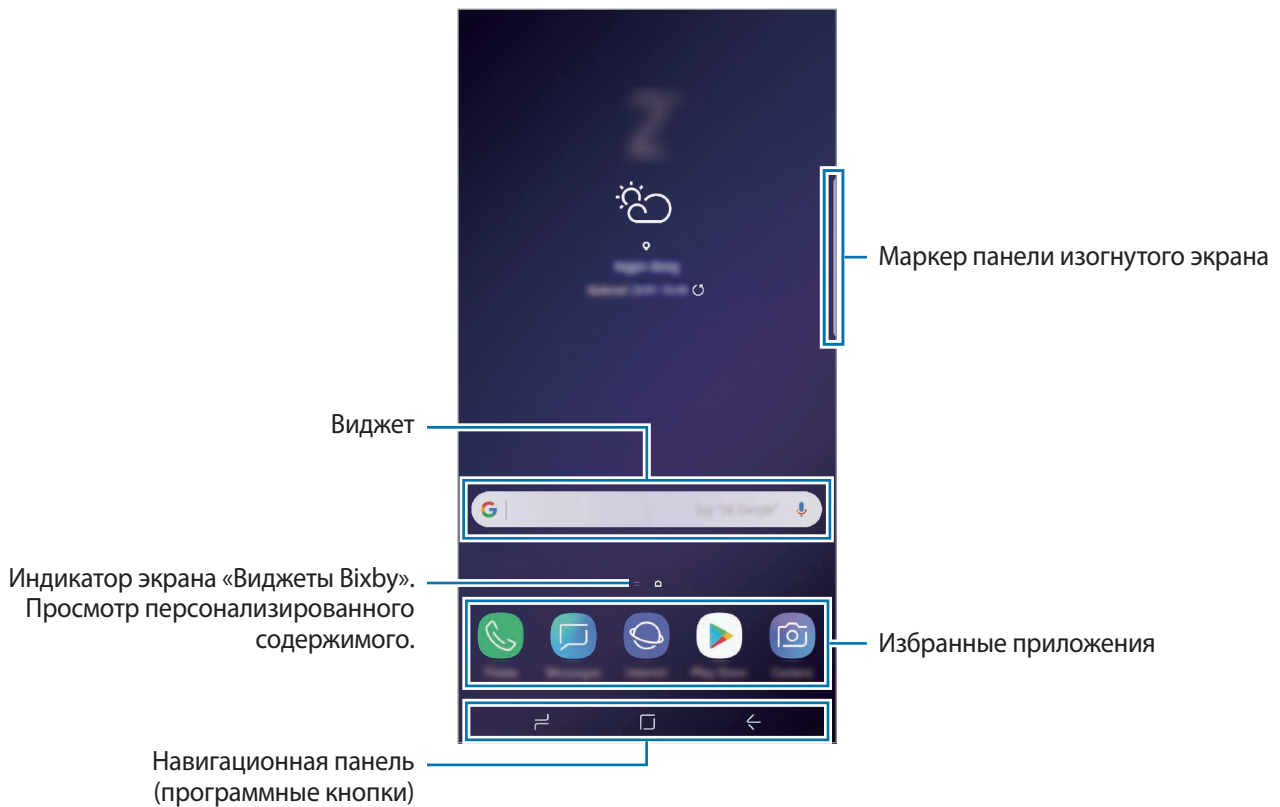 Маркер панели изогнутого экрана
Виджет
G
Индикатор экрана «Виджеты Bixby».
Просмотр персонализированного
содержимого.
Избранные приложения
Навигационная панель
(программные кнопки)